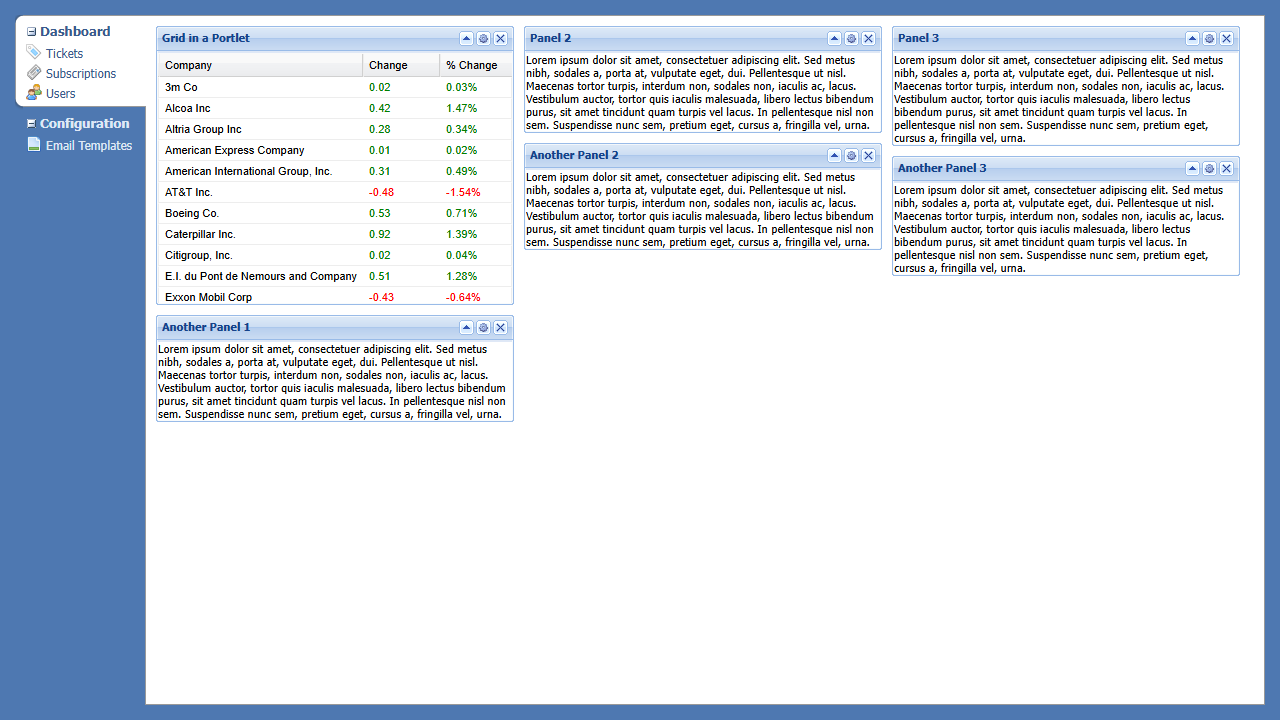 Dashboard
Tickets
Subscriptions
Users
Configuration
Email Templates
Grid in a Portlet
Company Change % Change
3m Co 0.02 0.03%
Alcoa Inc 0.42 1.47%
Altria Group Inc 0.28 0.34%
American Express Company 0.01 0.02%
American International Group, Inc. 0.31 0.49%
AT&T Inc. -0.48 -1.54%
Boeing Co. 0.53 0.71%
Caterpillar Inc. 0.92 1.39%
Citigroup, Inc. 0.02 0.04%
E.I. du Pont de Nemours and Company 0.51 1.28%
Exxon Mobil Corp -0.43 -0.64%
Another Panel 1
Lorem ipsum dolor sit amet, consectetuer adipiscing elit. Sed metus
nibh, sodales a, porta at, vulputate eget, dui. Pellentesque ut nisl.
Maecenas tortor turpis, interdum non, sodales non, iaculis ac, lacus.
Vestibulum auctor, tortor quis iaculis malesuada, libero lectus bibendum
purus, sit amet tincidunt quam turpis vel lacus. In pellentesque nisl non
sem. Suspendisse nunc sem, pretium eget, cursus a, fringilla vel, urna.
Panel 2
Lorem ipsum dolor sit amet, consectetuer adipiscing elit. Sed metus
nibh, sodales a, porta at, vulputate eget, dui. Pellentesque ut nisl.
Maecenas tortor turpis, interdum non, sodales non, iaculis ac, lacus.
Vestibulum auctor, tortor quis iaculis malesuada, libero lectus bibendum
purus, sit amet tincidunt quam turpis vel lacus. In pellentesque nisl non
sem. Suspendisse nunc sem, pretium eget, cursus a, fringilla vel, urna.
Another Panel 2
Lorem ipsum dolor sit amet, consectetuer adipiscing elit. Sed metus
nibh, sodales a, porta at, vulputate eget, dui. Pellentesque ut nisl.
Maecenas tortor turpis, interdum non, sodales non, iaculis ac, lacus.
Vestibulum auctor, tortor quis iaculis malesuada, libero lectus bibendum
purus, sit amet tincidunt quam turpis vel lacus. In pellentesque nisl non
sem. Suspendisse nunc sem, pretium eget, cursus a, fringilla vel, urna.
Panel 3
Lorem ipsum dolor sit amet, consectetuer adipiscing elit. Sed metus
nibh, sodales a, porta at, vulputate eget, dui. Pellentesque ut nisl.
Maecenas tortor turpis, interdum non, sodales non, iaculis ac, lacus.
Vestibulum auctor, tortor quis iaculis malesuada, libero lectus
bibendum purus, sit amet tincidunt quam turpis vel lacus. In
pellentesque nisl non sem. Suspendisse nunc sem, pretium eget,
cursus a, fringilla vel, urna.
Another Panel 3
Lorem ipsum dolor sit amet, consectetuer adipiscing elit. Sed metus
nibh, sodales a, porta at, vulputate eget, dui. Pellentesque ut nisl.
Maecenas tortor turpis, interdum non, sodales non, iaculis ac, lacus.
Vestibulum auctor, tortor quis iaculis malesuada, libero lectus
bibendum purus, sit amet tincidunt quam turpis vel lacus. In
pellentesque nisl non sem. Suspendisse nunc sem, pretium eget,
cursus a, fringilla vel, urna.